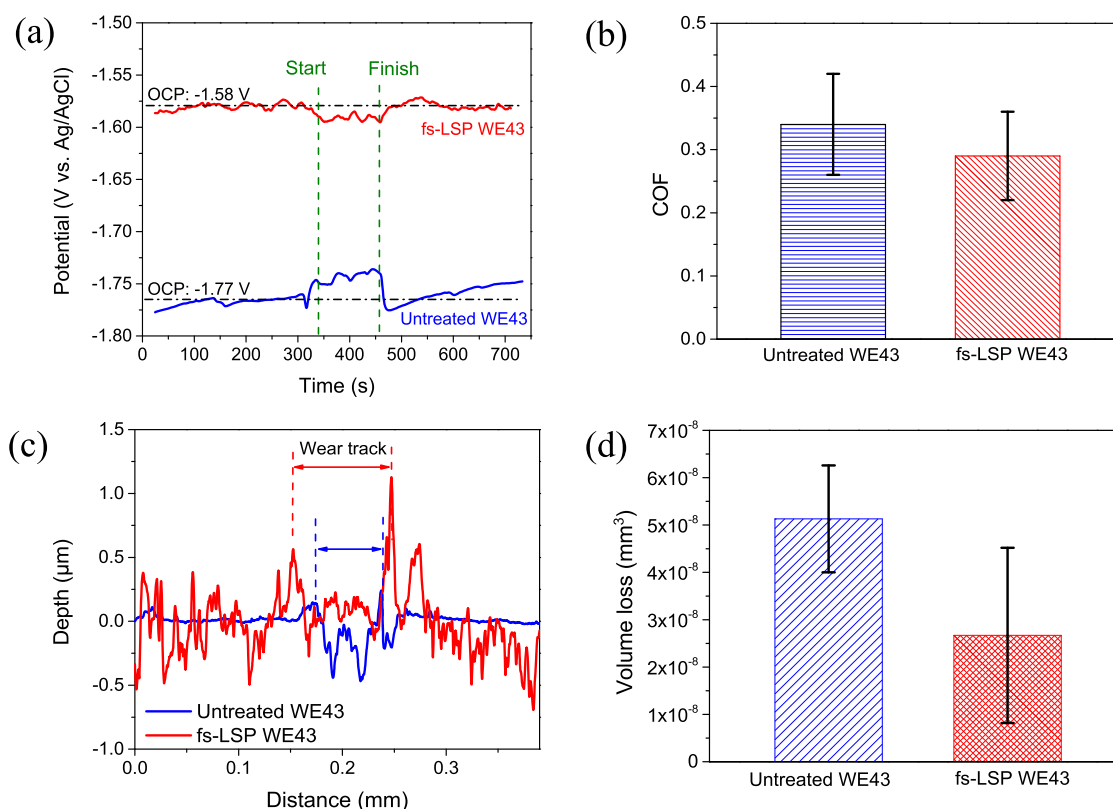 (a)
-1.50
-1.55
-1.60
-1.65
-1.70
-1.75
-1.80
Potential (V vs. Ag/AgCl)
OCP: -1.58 V
Start
Finish
fs-LSP WE43
OCP: -1.77 V
Untreated WE43
0 100 200 300 400 500 600 700
Time (s)
(b)
0.4
0.3
0.2
0.1
0.0
COF
Untreated WE43
fs-LSP WE43
(c)
1.5
1.0
0.5
0.0
-0.5
-1.0
Depth (μm)
Wear track
Untreated WE43
fs-LSP WE43
0.0 0.1 0.2 0.3
Distance (mm)
(d)
7x10-8
6x10-8
5x10-8
4x10-8
3x10-8
2x10-8
1x10-8
0
Volume loss (mm³)
Untreated WE43
fs-LSP WE43